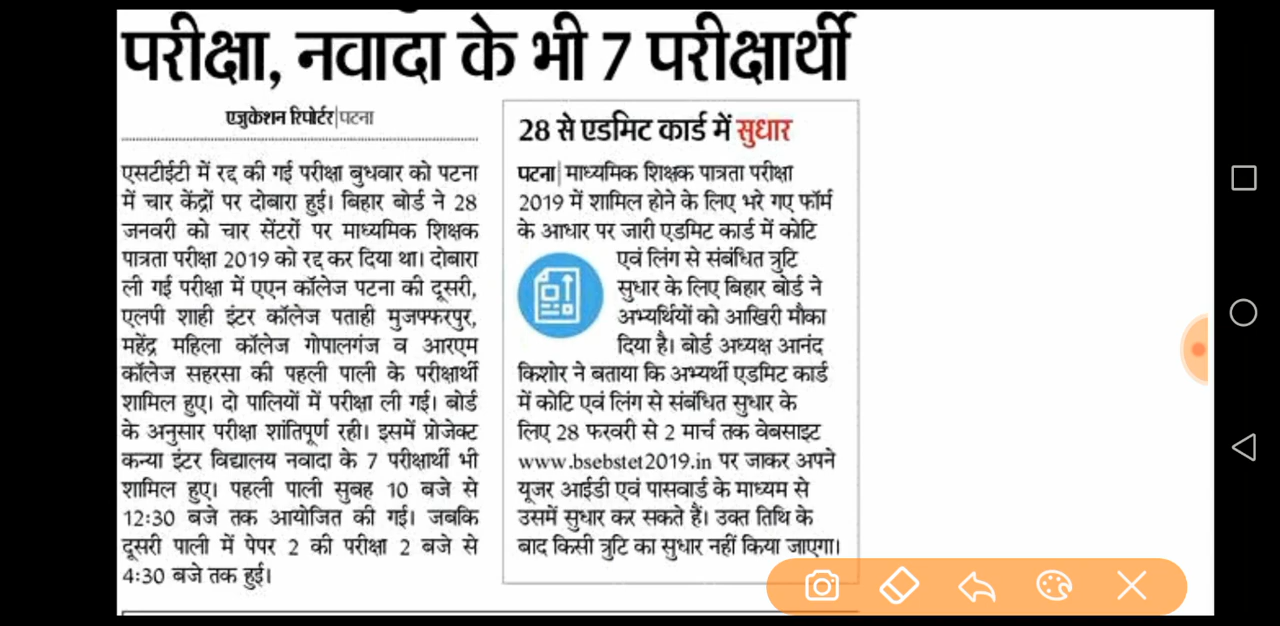 परीक्षा, नवादा के भी 7 परीक्षार्थी
एजुकेशन रिपोर्टर|पटना
एसटीईटी में रद्द की गई परीक्षा बुधवार को पटना
में चार केंद्रों पर दोबारा हुई। बिहार बोर्ड ने 28
जनवरी को चार सेंटरों पर माध्यमिक शिक्षक
पात्रता परीक्षा 2019 को रद्द कर दिया था। दोबारा
ली गई परीक्षा में एएन कॉलेज पटना की दूसरी,
एलपी शाही इंटर कॉलेज पताही मुजफ्फरपुर,
महेंद्र महिला कॉलेज गोपालगंज व आरएम
कॉलेज सहरसा की पहली पाली के परीक्षार्थी
शामिल हुए। दो पालियों में परीक्षा ली गई। बोर्ड
के अनुसार परीक्षा शांतिपूर्ण रही। इसमें प्रोजेक्ट
कन्या इंटर विद्यालय नवादा के 7 परीक्षार्थी भी
शामिल हुए। पहली पाली सुबह 10 बजे से
12:30 बजे तक आयोजित की गई। जबकि
दूसरी पाली में पेपर 2 की परीक्षा 2 बजे से
4:30 बजे तक हुई।
28 से एडमिट कार्ड में सुधार
पटना| माध्यमिक शिक्षक पात्रता परीक्षा
2019 में शामिल होने के लिए भरे गए फॉर्म
के आधार पर जारी एडमिट कार्ड में कोटि
एवं लिंग से संबंधित त्रुटि
सुधार के लिए बिहार बोर्ड ने
अभ्यर्थियों को आखिरी मौका
दिया है। बोर्ड अध्यक्ष आनंद
किशोर ने बताया कि अभ्यर्थी एडमिट कार्ड
में कोटि एवं लिंग से संबंधित सुधार के
लिए 28 फरवरी से 2 मार्च तक वेबसाइट
www.bsebstet2019.in पर जाकर अपने
यूजर आईडी एवं पासवार्ड के माध्यम से
उसमें सुधार कर सकते हैं। उक्त तिथि के
बाद किसी त्रुटि का सुधार नहीं किया जाएगा।